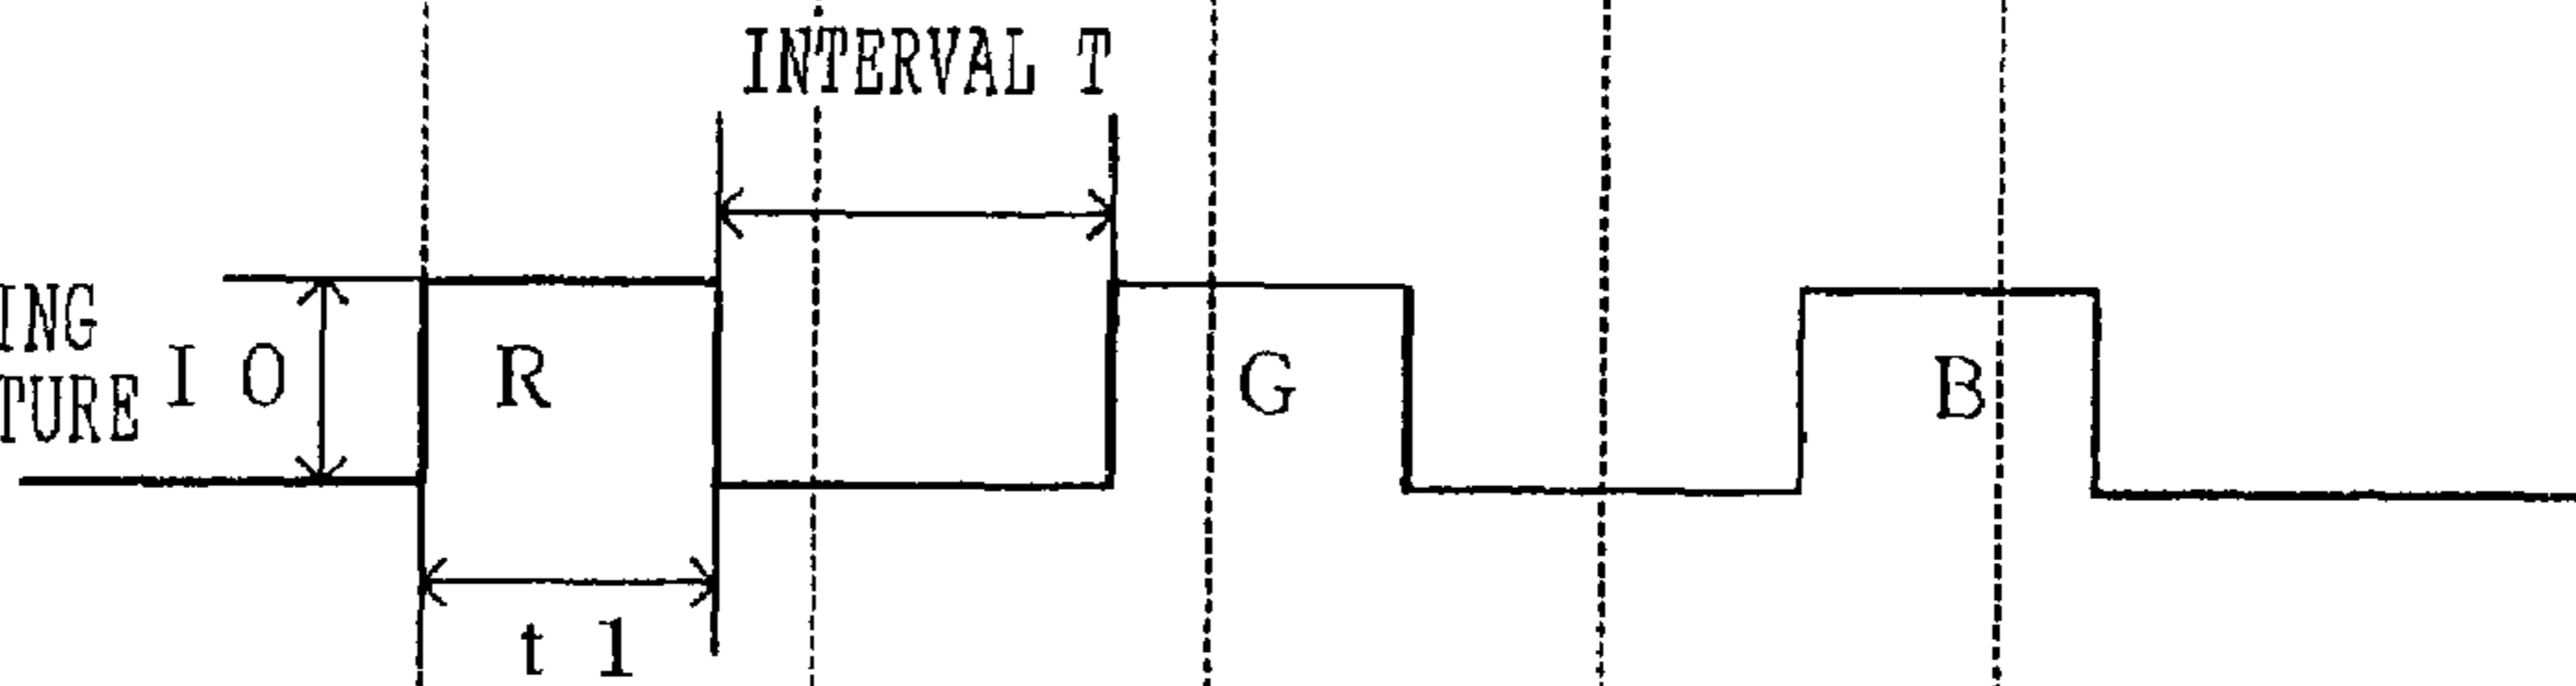 INTERVAL T
ING
TURE
I O
R
G
B
t 1